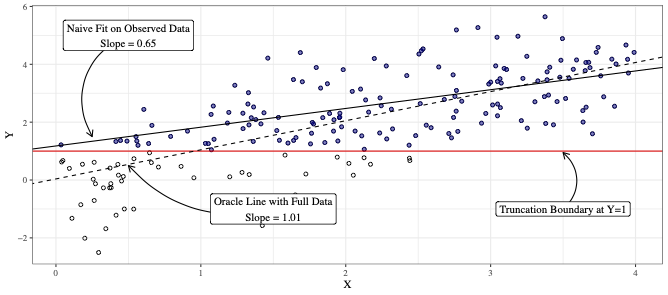 Naive Fit on Observed Data
Slope = 0.65
Oracle Line with Full Data
Slope = 1.01
Truncation Boundary at Y=1
Y
6
4
2
0
−2
0
1
2
3
4
X